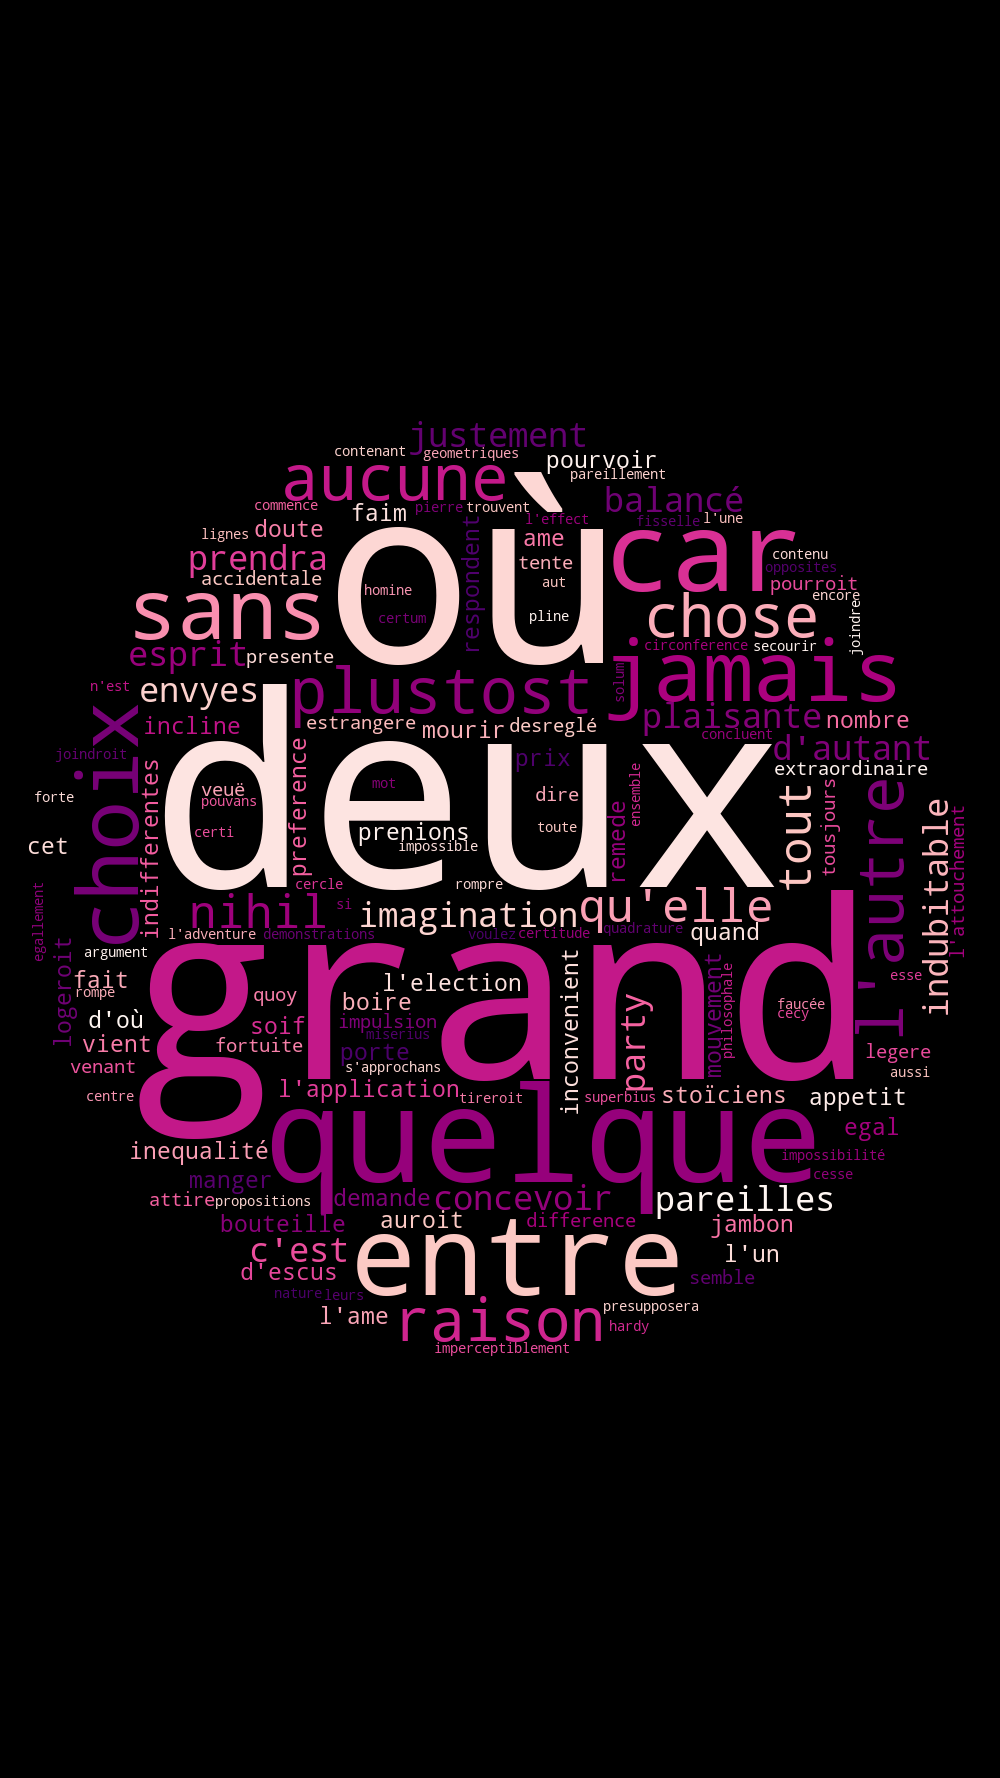 justement
contenant
geometriques
aucune
pourvoir
pareillement
où
balancé
commence
pierre
trouvent
faim
l'effect
fisselle
l'une
lignes
doute
respondent
ame
car
prendra
contenu
tente
opposites
accidentale
aut
pourroit
homine
sans
chose
encore
certum
pline
joindre
esprit
presente
circonference
secourir
jamais
n'est
envyes
plustost
solum
choix
incline
estrangere
mourir
desreglé
plaisante
nombre
deux
joindroit
preference
prix
concluent
d'autant
indifferentes
extraordinaire
ensemble
forte
veuë
pouvans
mot
dire
tout
tousjours
l'autre
certi
prenions
toute
remede
indubitable
cet
impossible
l'attouchement
cercle
rompre
egallement
nihil
si
imagination
qu'elle
l'adventure
demonstrations
voulez
certitude
quadrature
quand
argument
grand
logeroit
fait
rompe
l'election
inconvenient
mouvement
philosophale
esse
quoy
boire
party
faucée
cecy
d'où
soif
impulsion
miserius
vient
fortuite
porte
legere
venant
s'approchans
aussi
centre
l'application
tireroit
superbius
stoïciens
appetit
quelque
egal
inequalité
impossibilité
manger
cesse
attire
propositions
demande
concevoir
pareilles
bouteille
auroit
difference
jambon
c'est
entre
l'un
d'escus
semble
nature
leurs
l'ame
raison
presupposera
hardy
imperceptiblement